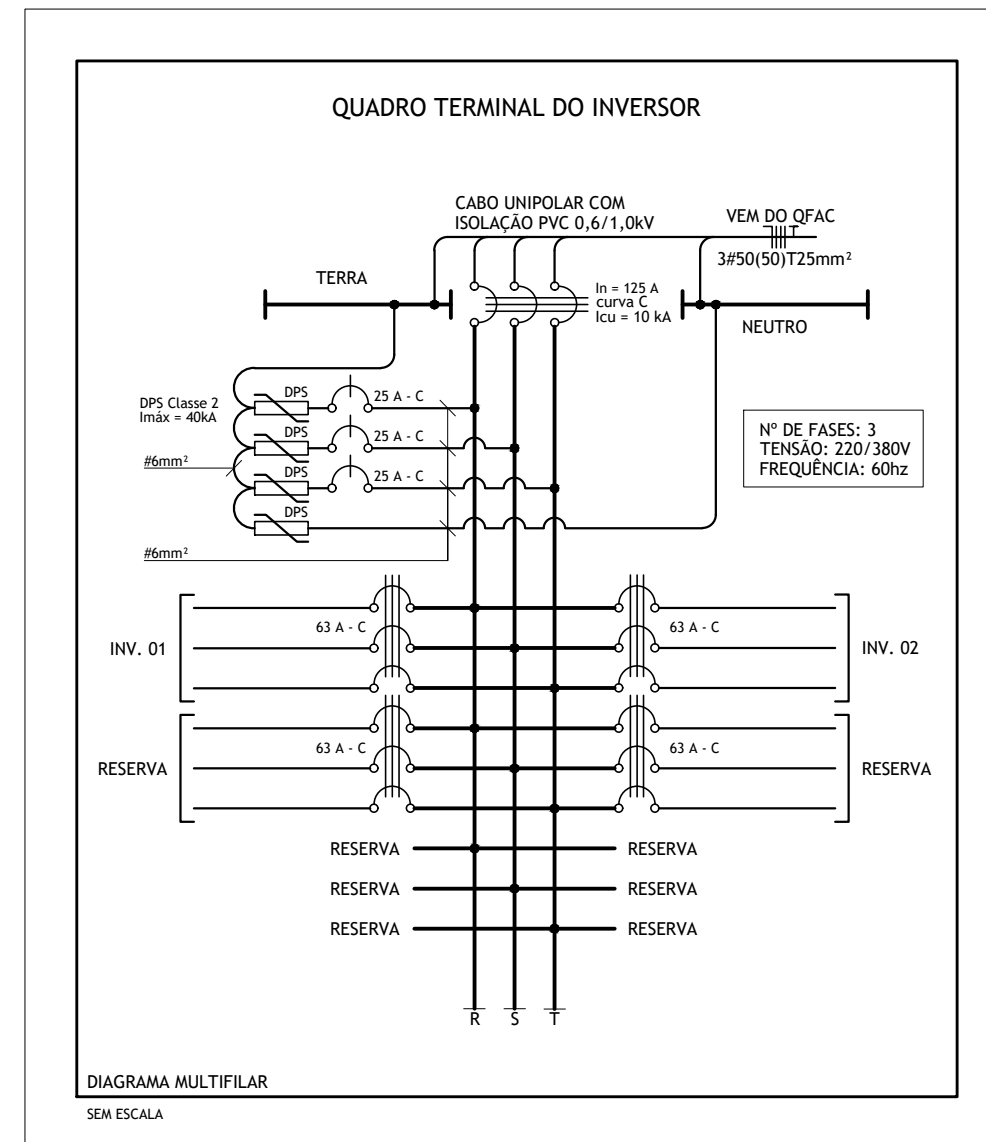 QUADRO TERMINAL DO INVERSOR
CABO UNIPOLAR COM
ISOLAÇÃO PVC 0,6/1,0kV
VEM DO QFAC
3#50(50)T25mm²
TERRA
In = 125 A
curva C
Icu = 10 kA
NEUTRO
DPS Classe 2
Imáx = 40kA
DPS
25 A - C
DPS
25 A - C
#6mm²
DPS
25 A - C
DPS
#6mm²
Nº DE FASES: 3
TENSÃO: 220/380V
FREQUÊNCIA: 60hz
INV. 01
63 A - C
63 A - C
INV. 02
RESERVA
63 A - C
63 A - C
RESERVA
RESERVA
RESERVA
RESERVA
RESERVA
RESERVA
RESERVA
R
S
T
DIAGRAMA MULTIFILAR
SEM ESCALA